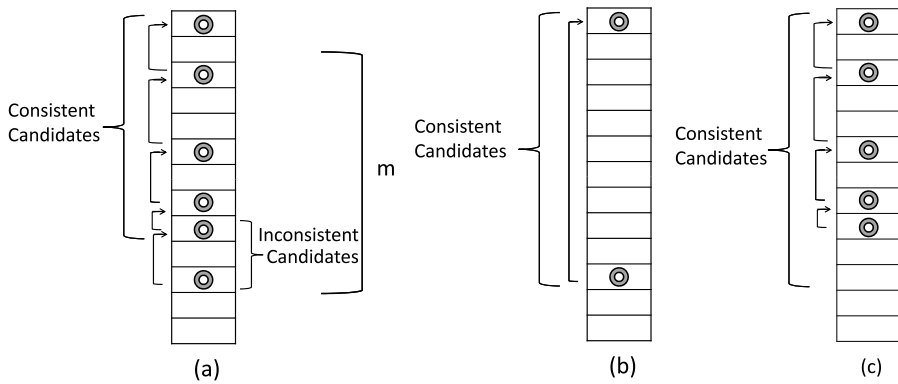 Consistent
Candidates
m
Inconsistent
Candidates
(a)
Consistent
Candidates
(b)
Consistent
Candidates
(c)